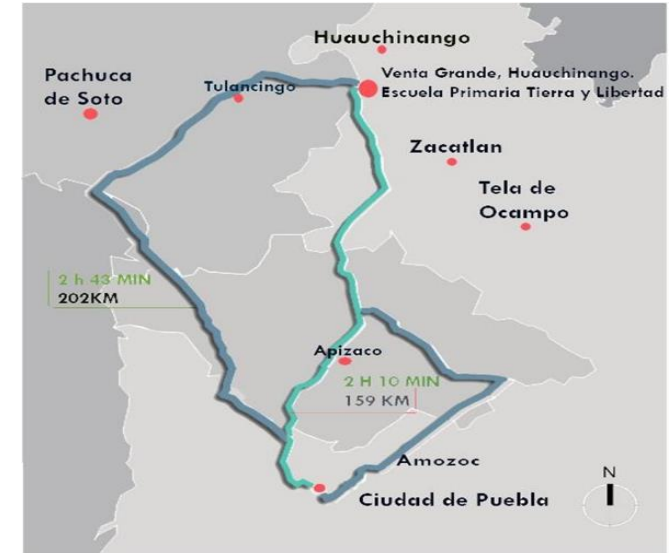 Huauchinango
Pachuca
de Soto
Tulancingo
Venta Grande, Huauchinango.
Escuela Primaria Tierra y Libertad
Zacatlan
Tela de
Ocampo
2 h 43 MIN
202KM
Apizaco
2 H 10 MIN
159 KM
Amozoc
Ciudad de Puebla
N